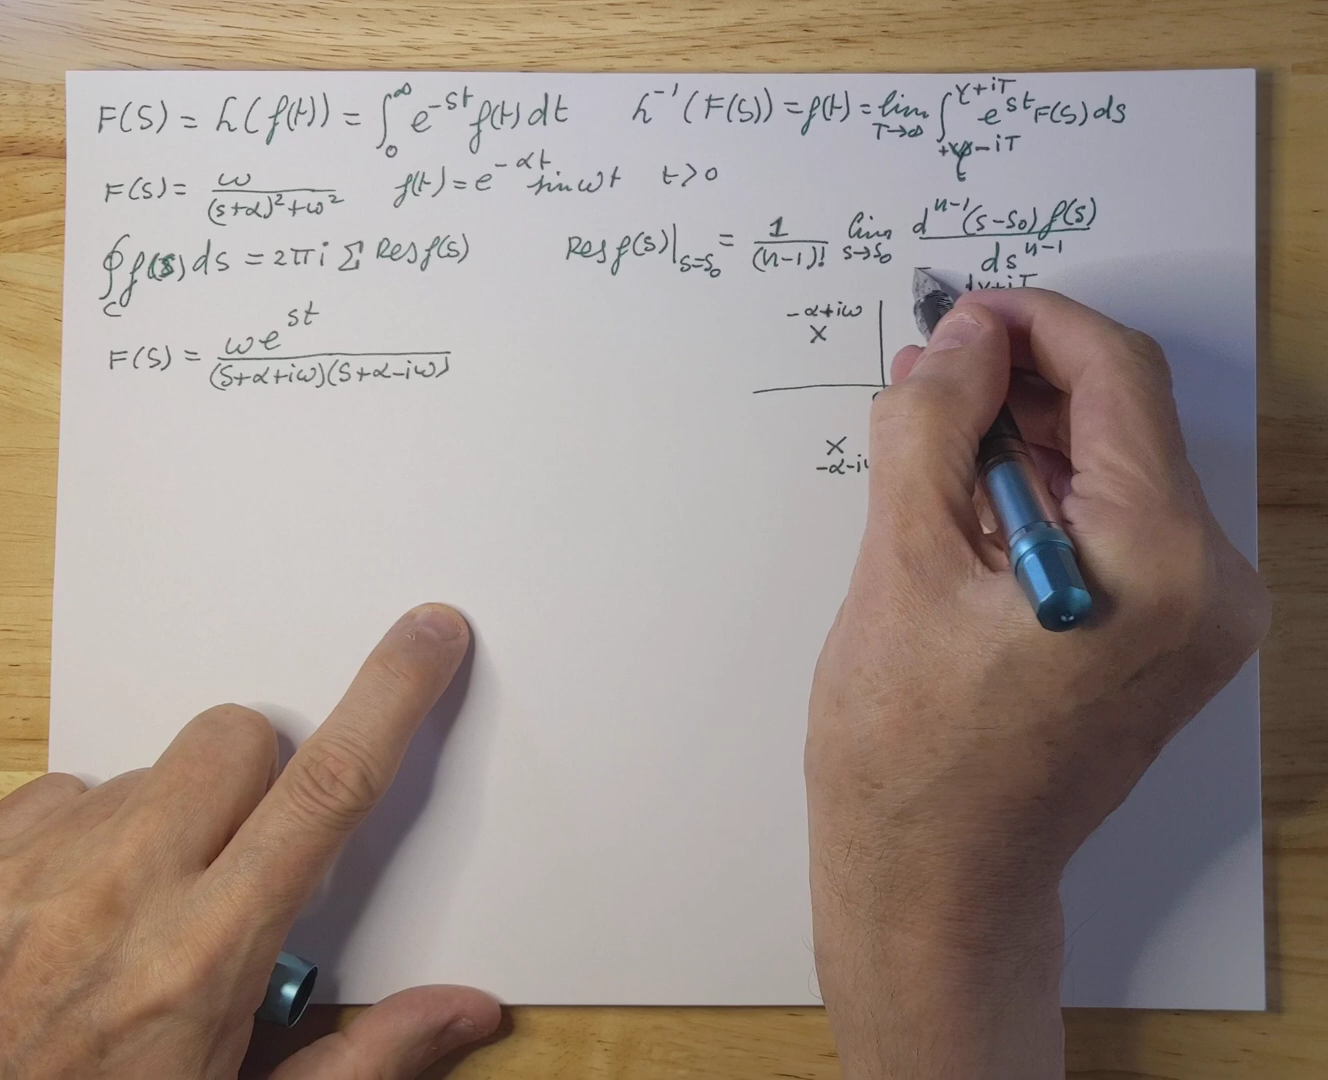 F(S) = L(f(t)) = ∫₀^∞ e^{-st} f(t) dt    L^{-1}(F(S)) = f(t) = lim_{T→∞} ∫_{γ-iT}^{γ+iT} e^{st} F(S) ds
F(S) = ω / ((s+α)²+ω²)    f(t) = e^{-αt} sin ωt    t>0
∮_C f(s) ds = 2πi Σ Res f(s)    Res f(s)|_{s=s₀} = 1/(n-1)! lim_{s→s₀} d^{n-1}(s-s₀) f(s) / ds^{n-1}
γ+iT
F(S) = ωe^{st} / ((S+α+iω)(S+α-iω))
-α+iω
X
X
-α-i